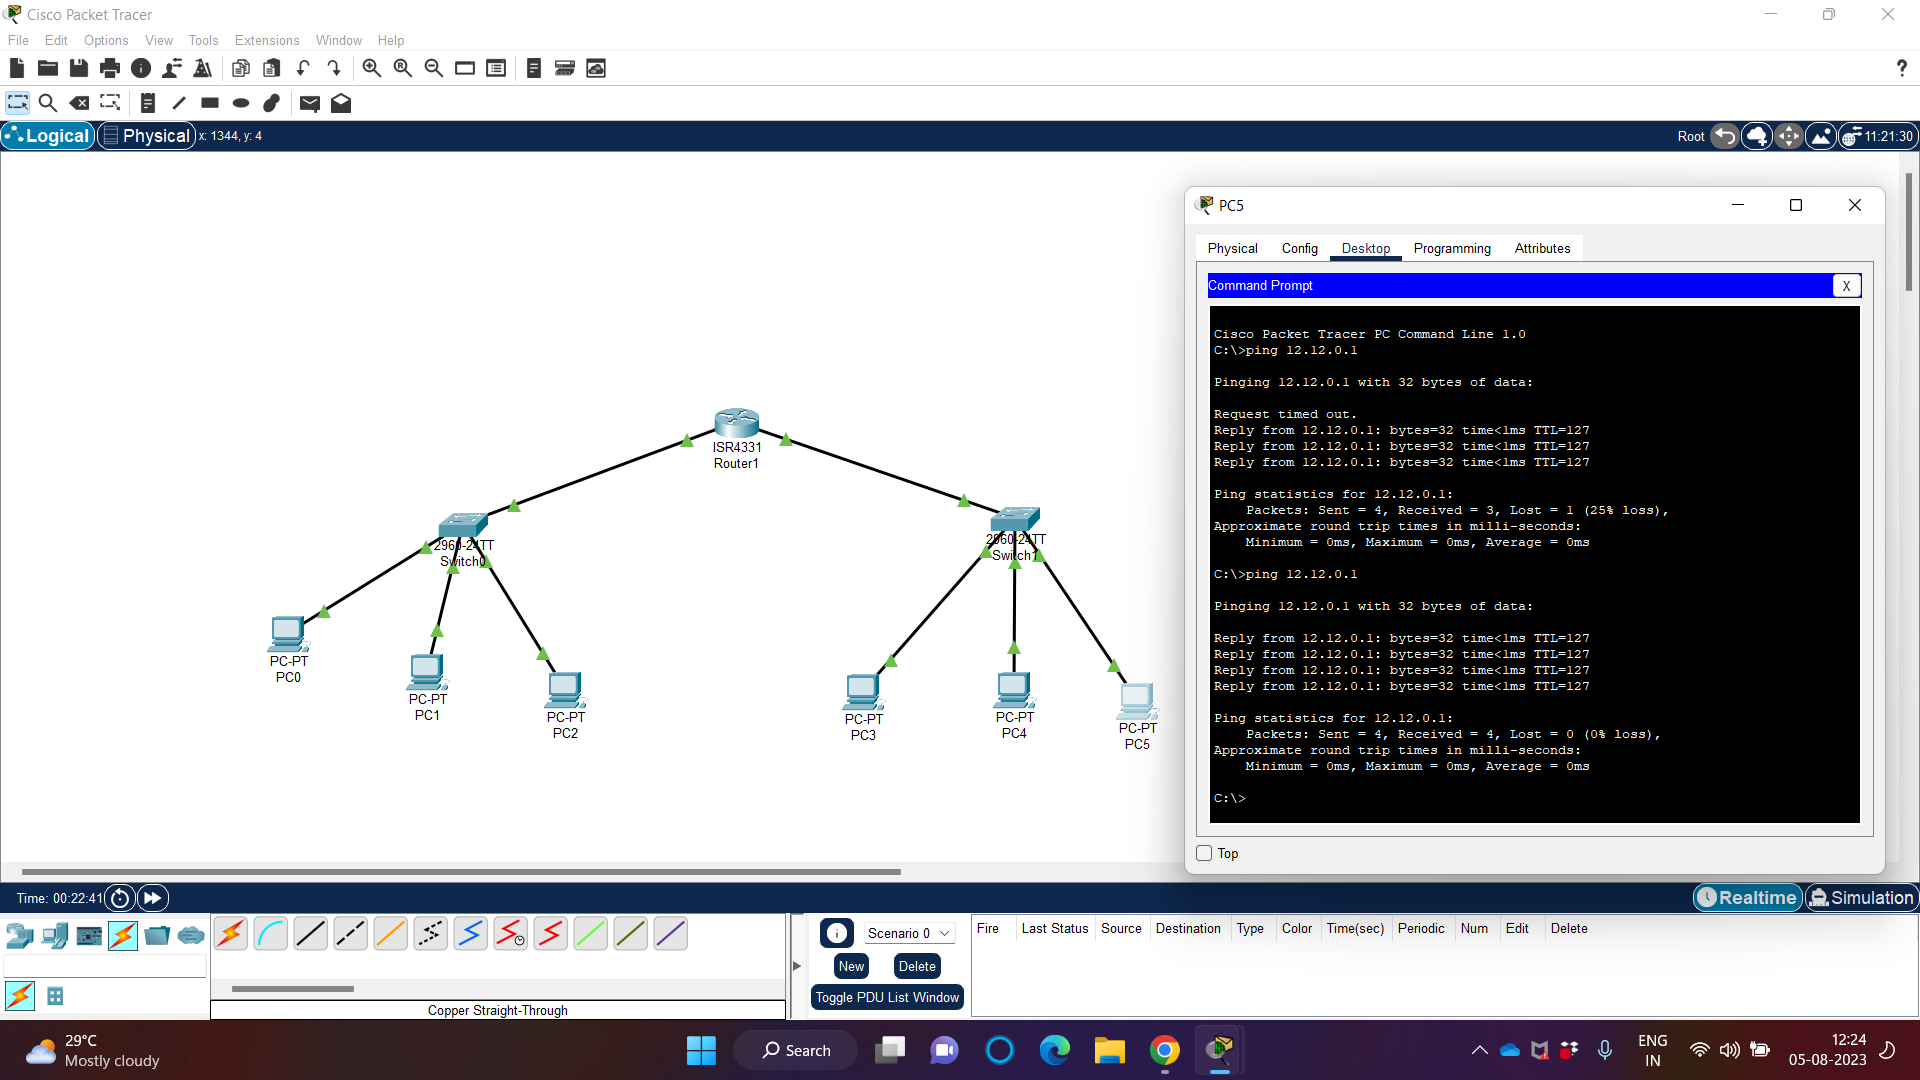 Cisco Packet Tracer
File Edit Options View Tools Extensions Window Help
?
Logical Physical x: 1344, y: 4 Root 11:21:30
ISR4331
Router1
2960-24TT
Switch0
2960-24TT
Switch1
PC-PT
PC0
PC-PT
PC1
PC-PT
PC2
PC-PT
PC3
PC-PT
PC4
PC-PT
PC5
PC5
Physical Config Desktop Programming Attributes
Command Prompt X
Cisco Packet Tracer PC Command Line 1.0
C:\>ping 12.12.0.1
Pinging 12.12.0.1 with 32 bytes of data:
Request timed out.
Reply from 12.12.0.1: bytes=32 time<1ms TTL=127
Reply from 12.12.0.1: bytes=32 time<1ms TTL=127
Reply from 12.12.0.1: bytes=32 time<1ms TTL=127
Ping statistics for 12.12.0.1:
Packets: Sent = 4, Received = 3, Lost = 1 (25% loss),
Approximate round trip times in milli-seconds:
Minimum = 0ms, Maximum = 0ms, Average = 0ms
C:\>ping 12.12.0.1
Pinging 12.12.0.1 with 32 bytes of data:
Reply from 12.12.0.1: bytes=32 time<1ms TTL=127
Reply from 12.12.0.1: bytes=32 time<1ms TTL=127
Reply from 12.12.0.1: bytes=32 time<1ms TTL=127
Reply from 12.12.0.1: bytes=32 time<1ms TTL=127
Ping statistics for 12.12.0.1:
Packets: Sent = 4, Received = 4, Lost = 0 (0% loss),
Approximate round trip times in milli-seconds:
Minimum = 0ms, Maximum = 0ms, Average = 0ms
C:\>
Top
Time: 00:22:41 Realtime Simulation
Scenario 0
New Delete
Toggle PDU List Window
Fire Last Status Source Destination Type Color Time(sec) Periodic Num Edit Delete
Copper Straight-Through
29°C
Mostly cloudy
Search
ENG
IN
12:24
05-08-2023